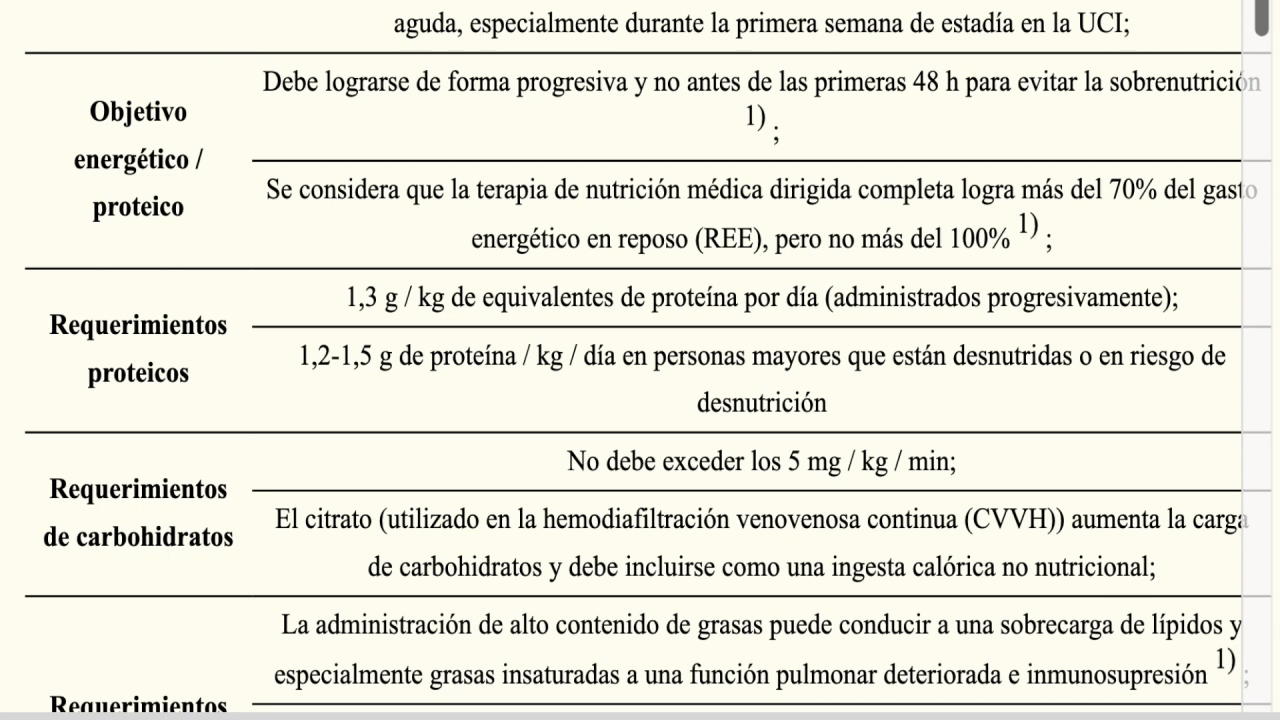 aguda, especialmente durante la primera semana de estadía en la UCI;
Objetivo
energético /
proteico
Debe lograrse de forma progresiva y no antes de las primeras 48 h para evitar la sobrenutrición
1) ;
Se considera que la terapia de nutrición médica dirigida completa logra más del 70% del gasto
energético en reposo (REE), pero no más del 100% 1) ;
Requerimientos
proteicos
1,3 g / kg de equivalentes de proteína por día (administrados progresivamente);
1,2-1,5 g de proteína / kg / día en personas mayores que están desnutridas o en riesgo de
desnutrición
Requerimientos
de carbohidratos
No debe exceder los 5 mg / kg / min;
El citrato (utilizado en la hemodiafiltración venovenosa continua (CVVH)) aumenta la carga
de carbohidratos y debe incluirse como una ingesta calórica no nutricional;
Requerimientos
La administración de alto contenido de grasas puede conducir a una sobrecarga de lípidos y
especialmente grasas insaturadas a una función pulmonar deteriorada e inmunosupresión 1) ;